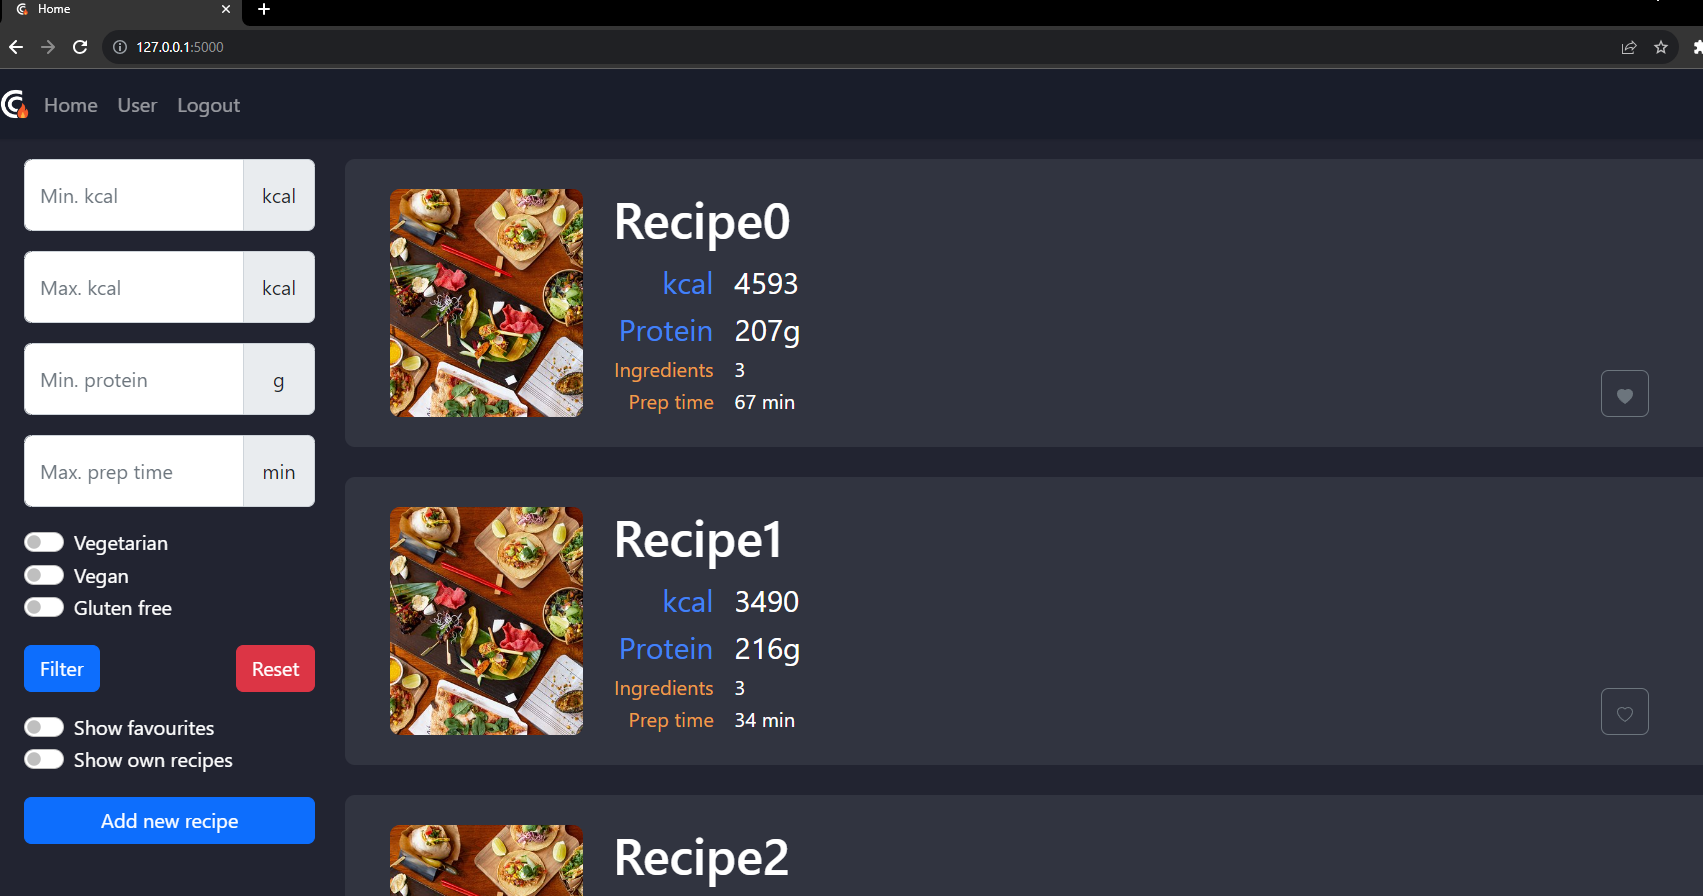 Home
127.0.0.1:5000
Home User Logout
Min. kcal kcal
Max. kcal kcal
Min. protein g
Max. prep time min
Vegetarian
Vegan
Gluten free
Filter Reset
Show favourites
Show own recipes
Add new recipe
Recipe0
kcal 4593
Protein 207g
Ingredients 3
Prep time 67 min
Recipe1
kcal 3490
Protein 216g
Ingredients 3
Prep time 34 min
Recipe2